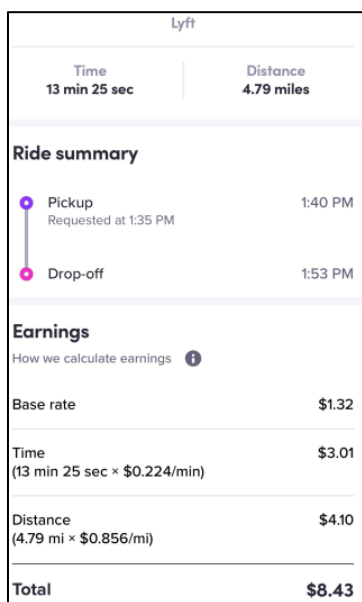 Lyft
Time Distance
13 min 25 sec 4.79 miles
Ride summary
Pickup 1:40 PM
Requested at 1:35 PM
Drop-off 1:53 PM
Earnings
How we calculate earnings
Base rate $1.32
Time $3.01
(13 min 25 sec × $0.224/min)
Distance $4.10
(4.79 mi × $0.856/mi)
Total $8.43